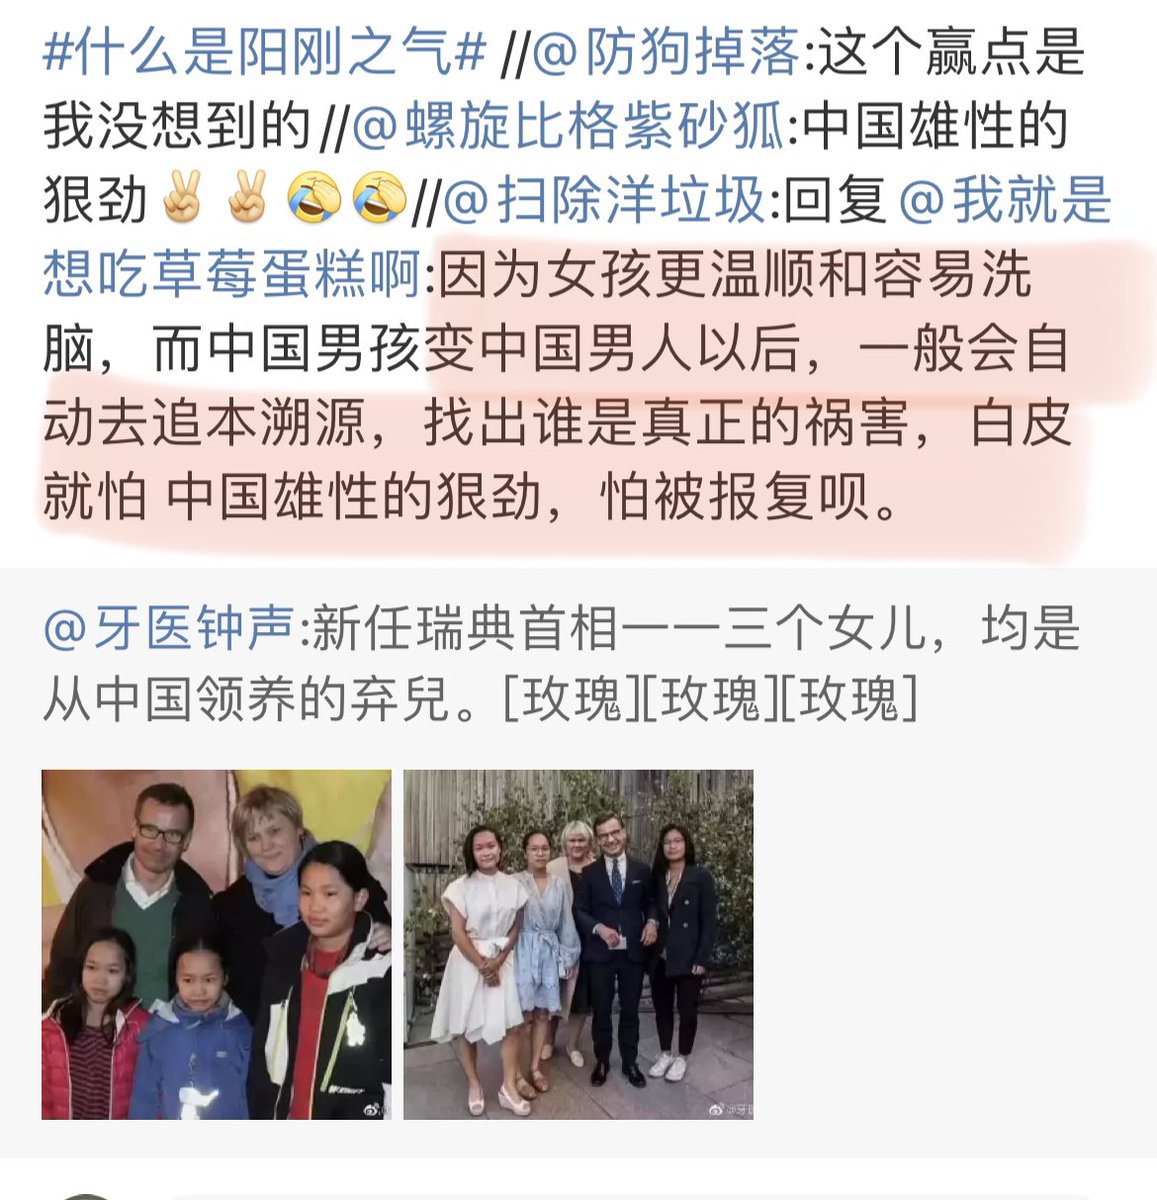 #什么是阳刚之气# //@防狗掉落:这个赢点是
我没想到的//@螺旋比格紫砂狐:中国雄性的
狠劲✌🏻✌🏻🤣🤣//@扫除洋垃圾:回复@我就是
想吃草莓蛋糕啊:因为女孩更温顺和容易洗
脑，而中国男孩变中国男人以后，一般会自
动去追本溯源，找出谁是真正的祸害，白皮
就怕 中国雄性的狠劲，怕被报复呗。
@牙医钟声:新任瑞典首相一一三个女儿，均是
从中国领养的弃兒。[玫瑰][玫瑰][玫瑰]